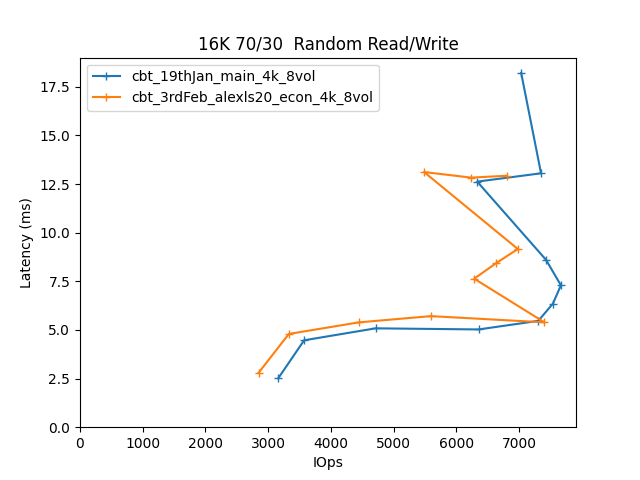 16K 70/30  Random Read/Write
cbt_19thJan_main_4k_8vol
cbt_3rdFeb_alexls20_econ_4k_8vol
17.5
15.0
12.5
10.0
7.5
5.0
2.5
0.0
Latency (ms)
0 1000 2000 3000 4000 5000 6000 7000
IOps